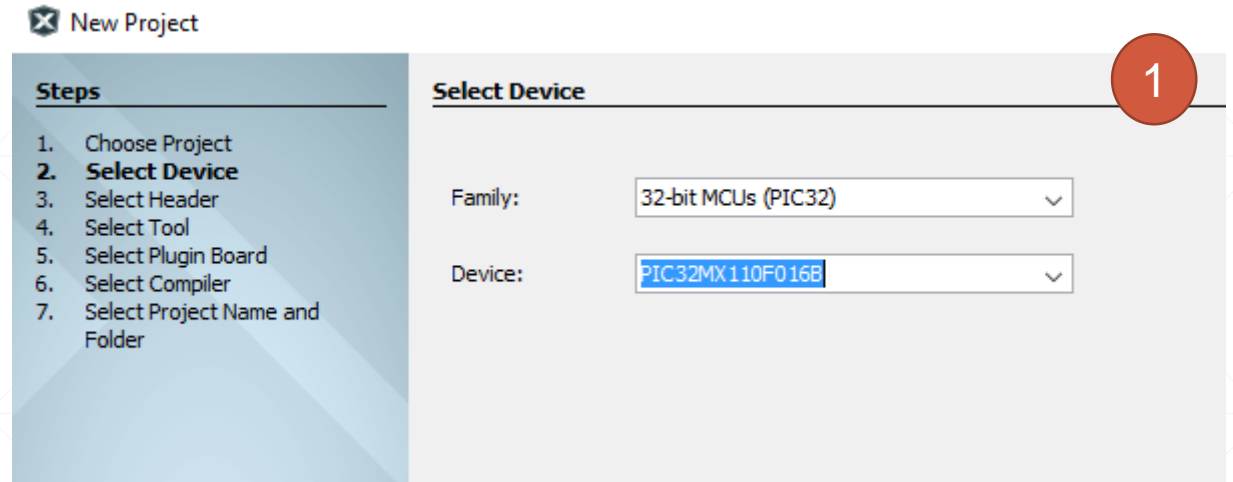 New Project
Steps
1. Choose Project
2. Select Device
3. Select Header
4. Select Tool
5. Select Plugin Board
6. Select Compiler
7. Select Project Name and
Folder
Select Device
1
Family: 32-bit MCUs (PIC32)
Device: PIC32MX110F016B